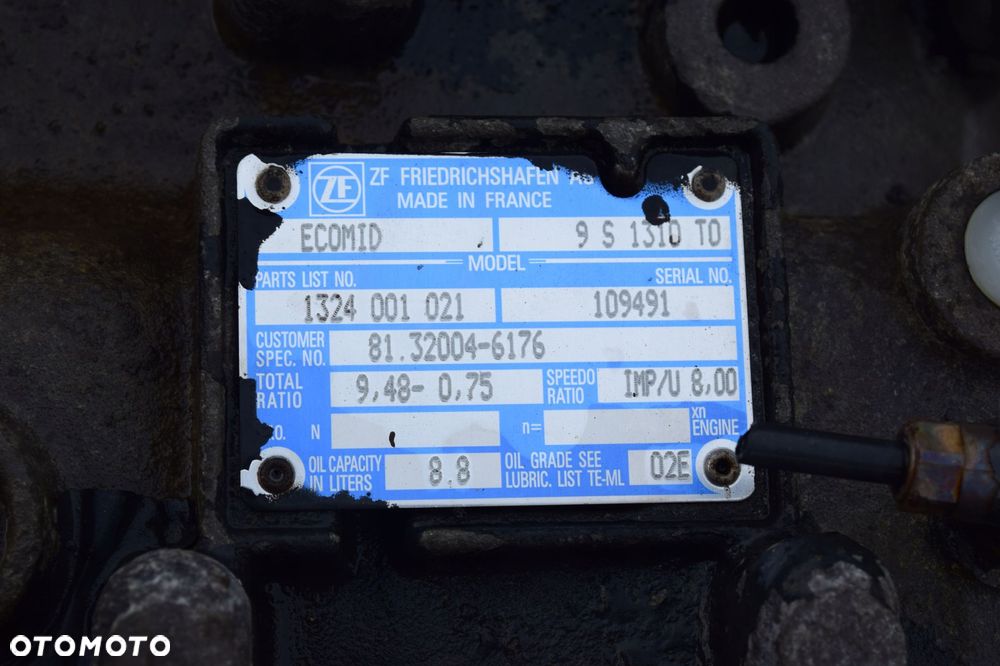 ZF
ZF FRIEDRICHSHAFEN AG
MADE IN FRANCE
ECOMID 9 S 1310 TO
MODEL
PARTS LIST NO. SERIAL NO.
1324 001 021 109491
CUSTOMER
SPEC. NO. 81.32004-6176
TOTAL
RATIO 9,48- 0,75 SPEEDO
RATIO IMP/U 8,00
N n= xn
ENGINE
OIL CAPACITY
IN LITERS 8.8 OIL GRADE SEE
LUBRIC. LIST TE-ML 02E
OTOMOTO